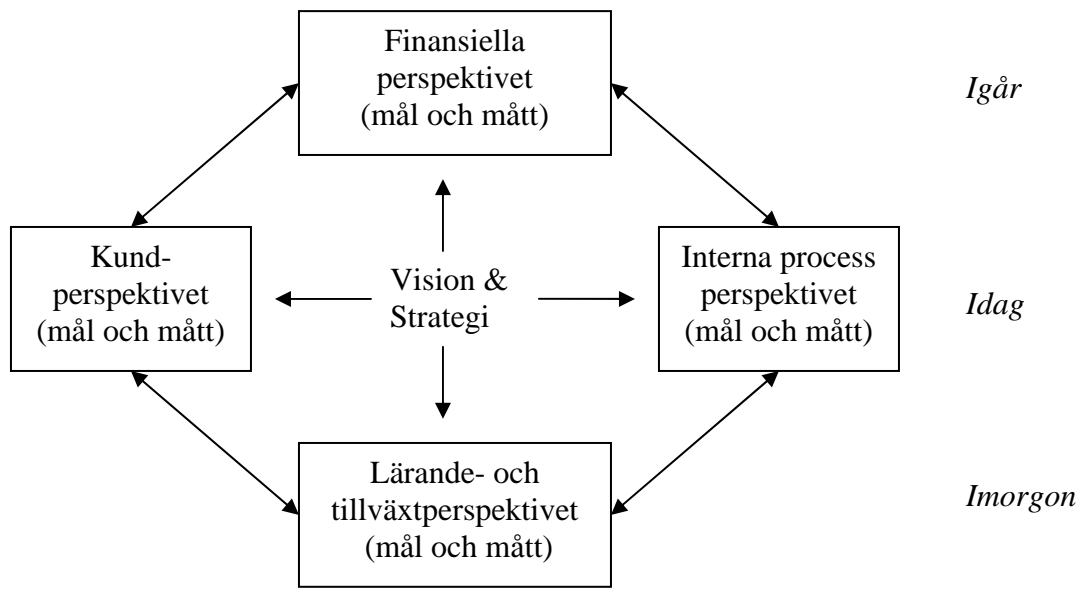 Finansiella
perspektivet
(mål och mått)
Igår
Kund-
perspektivet
(mål och mått)
Vision &
Strategi
Interna process
perspektivet
(mål och mått)
Idag
Lärande- och
tillväxtperspektivet
(mål och mått)
Imorgon